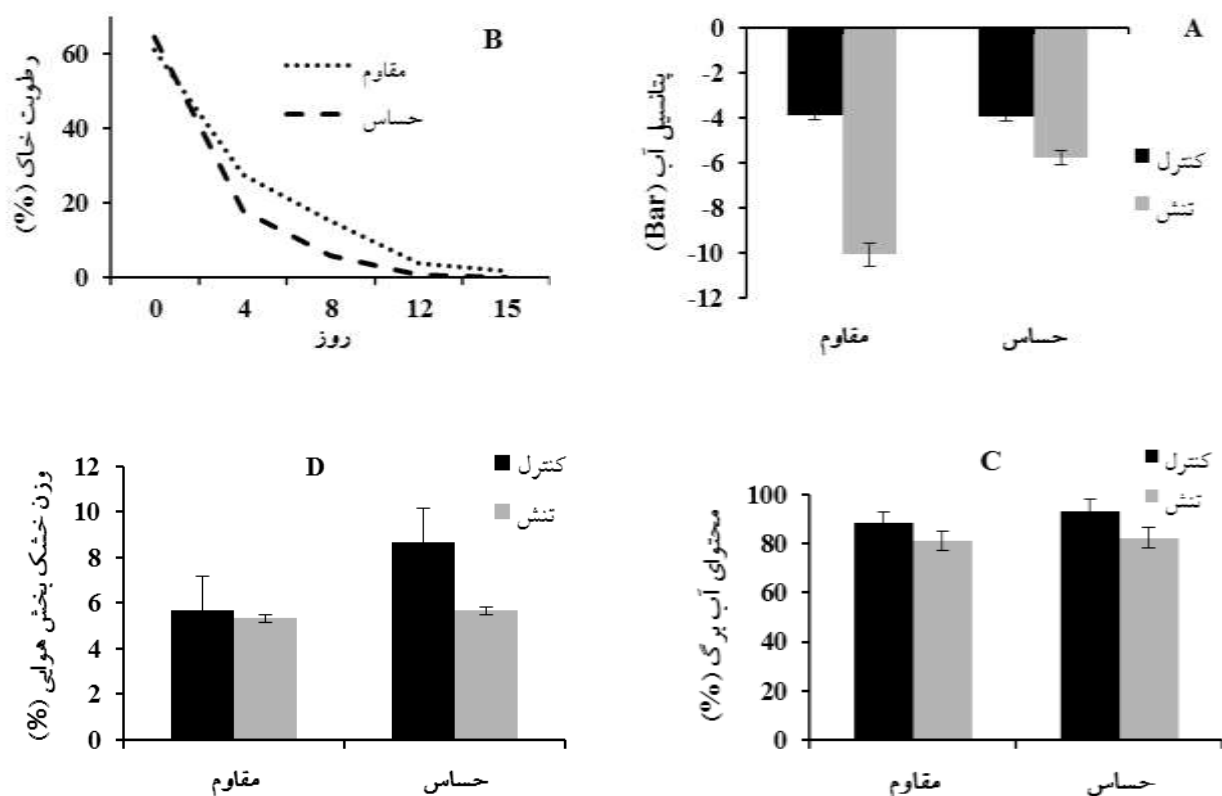 A
پتانسیل آب (Bar)
0
-2
-4
-6
-8
-10
-12
کنترل
تنش
حساس
مقاوم
B
رطوبت خاک (%)
60
40
20
0
مقاوم
حساس
0 4 8 12 15
روز
C
کنترل
تنش
محتوای آب برگ (%)
100
80
60
40
20
0
حساس
مقاوم
D
کنترل
تنش
وزن خشک بخش هوایی (%)
12
10
8
6
4
2
0
حساس
مقاوم